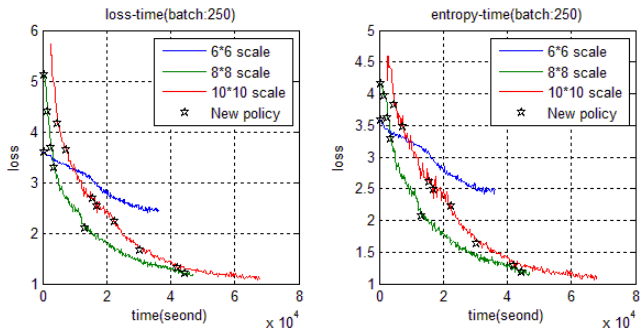 loss-time(batch:250)
6
5
4
3
2
1
loss
6*6 scale
8*8 scale
10*10 scale
New policy
0 2 4 6 8
x 10^4
time(seond)
entropy-time(batch:250)
5
4.5
4
3.5
3
2.5
2
1.5
1
loss
6*6 scale
8*8 scale
10*10 scale
New policy
0 2 4 6 8
x 10^4
time(seond)